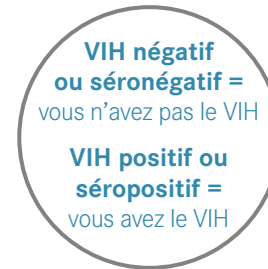 VIH négatif
ou séronégatif =
vous n’avez pas le VIH
VIH positif ou
séropositif =
vous avez le VIH